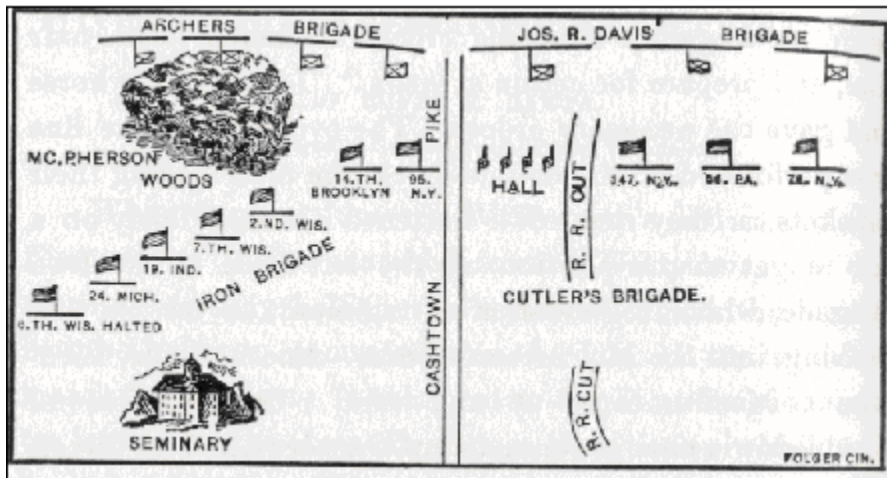 ARCHERS BRIGADE
JOS. R. DAVIS' BRIGADE
MC.PHERSON
WOODS
14.TH.
BROOKLYN
95.
N.Y.
PIKE
HALL
R. R. OUT
147. N.Y.
56. PA.
76. N.Y.
2.ND. WIS.
7.TH. WIS.
19. IND.
24. MICH.
6.TH. WIS. HALTED
IRON BRIGADE
CUTLER'S BRIGADE.
CASHTOWN
SEMINARY
R. R. CUT
FOLGER CIN.